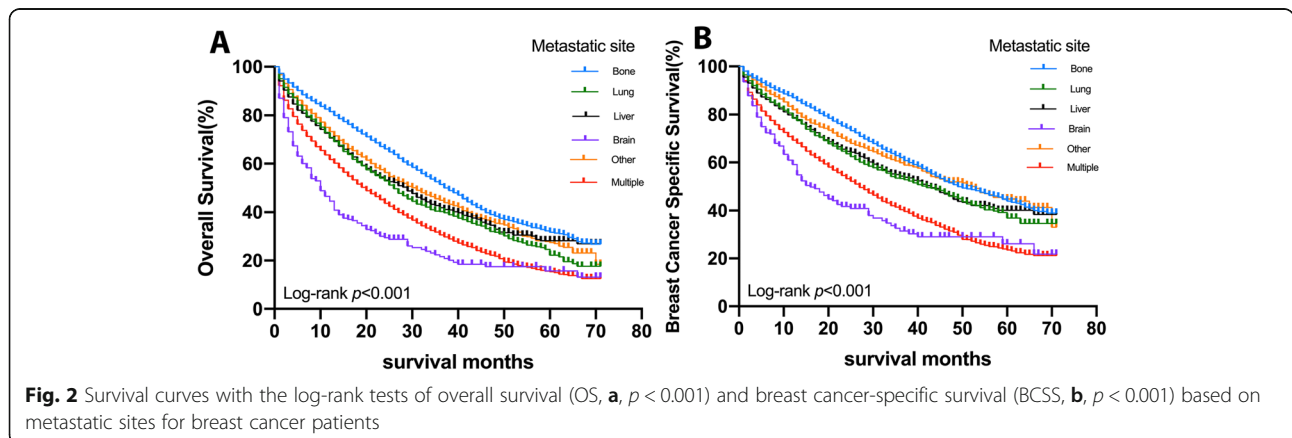 A
Metastatic site
Bone
Lung
Liver
Brain
Other
Multiple
Overall Survival(%)
100
80
60
40
20
0
Log-rank p<0.001
0 10 20 30 40 50 60 70 80
survival months
B
Metastatic site
Bone
Lung
Liver
Brain
Other
Multiple
Breast Cancer Specific Survival(%)
100
80
60
40
20
0
Log-rank p<0.001
0 10 20 30 40 50 60 70 80
survival months
Fig. 2 Survival curves with the log-rank tests of overall survival (OS, a, p < 0.001) and breast cancer-specific survival (BCSS, b, p < 0.001) based on
metastatic sites for breast cancer patients